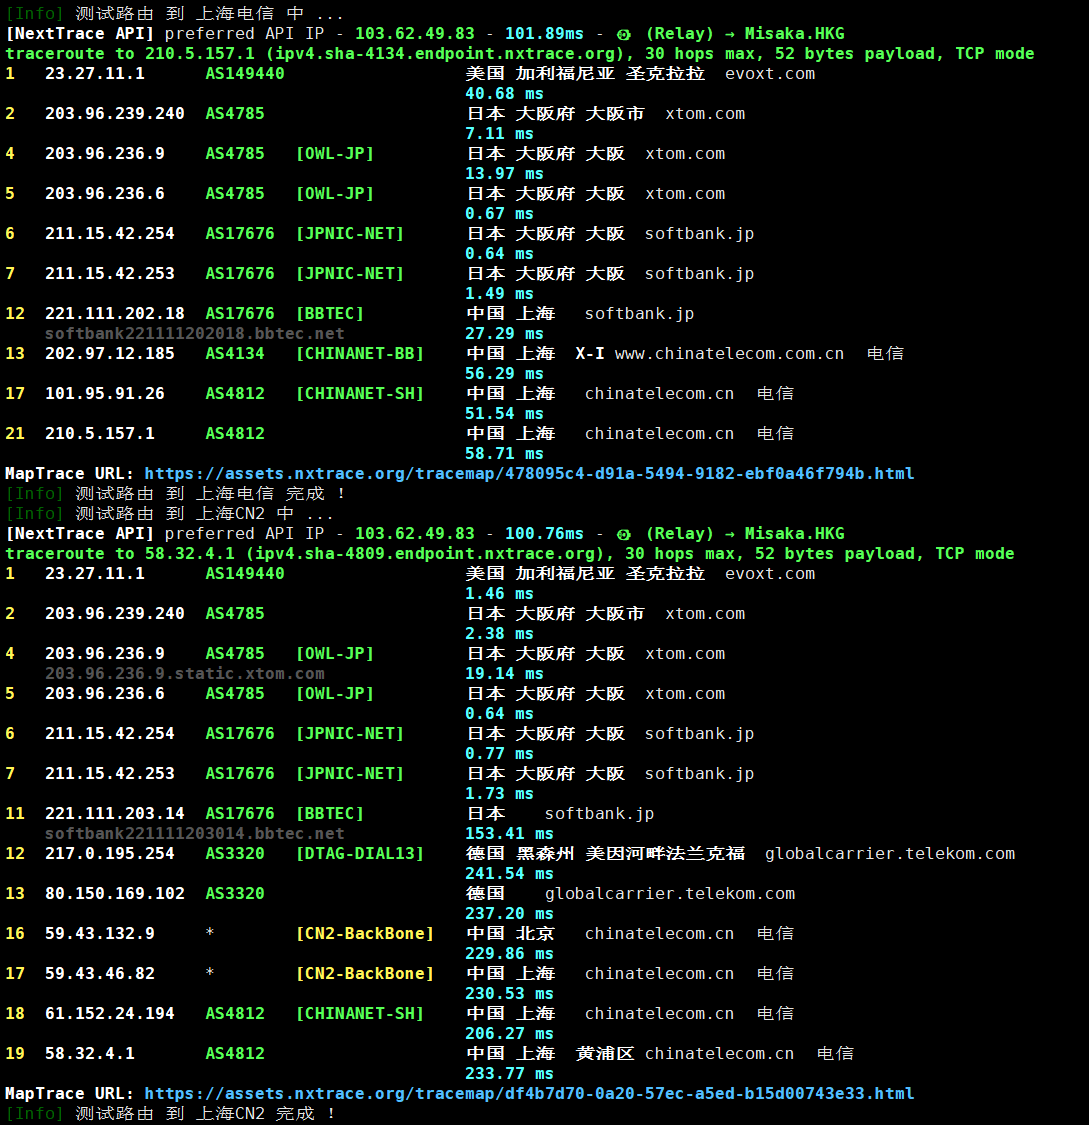 [Info] 测试路由 到 上海电信 中 ...
[NextTrace API] preferred API IP - 103.62.49.83 - 101.89ms - (Relay) → Misaka.HKG
traceroute to 210.5.157.1 (ipv4.sha-4134.endpoint.nxtrace.org), 30 hops max, 52 bytes payload, TCP mode
1 23.27.11.1 AS149440 美国 加利福尼亚 圣克拉拉 evoxt.com
40.68 ms
2 203.96.239.240 AS4785 日本 大阪府 大阪市 xtom.com
7.11 ms
4 203.96.236.9 AS4785 [OWL-JP] 日本 大阪府 大阪 xtom.com
13.97 ms
5 203.96.236.6 AS4785 [OWL-JP] 日本 大阪府 大阪 xtom.com
0.67 ms
6 211.15.42.254 AS17676 [JPNIC-NET] 日本 大阪府 大阪 softbank.jp
0.64 ms
7 211.15.42.253 AS17676 [JPNIC-NET] 日本 大阪府 大阪 softbank.jp
1.49 ms
12 221.111.202.18 AS17676 [BBTEC] 中国 上海 softbank.jp
softbank221111202018.bbtec.net 27.29 ms
13 202.97.12.185 AS4134 [CHINANET-BB] 中国 上海 X-I www.chinatelecom.com.cn 电信
56.29 ms
17 101.95.91.26 AS4812 [CHINANET-SH] 中国 上海 chinatelecom.cn 电信
51.54 ms
21 210.5.157.1 AS4812 中国 上海 chinatelecom.cn 电信
58.71 ms
MapTrace URL: https://assets.nxtrace.org/tracemap/478095c4-d91a-5494-9182-ebf0a46f794b.html
[Info] 测试路由 到 上海电信 完成 !
[Info] 测试路由 到 上海CN2 中 ...
[NextTrace API] preferred API IP - 103.62.49.83 - 100.76ms - (Relay) → Misaka.HKG
traceroute to 58.32.4.1 (ipv4.sha-4809.endpoint.nxtrace.org), 30 hops max, 52 bytes payload, TCP mode
1 23.27.11.1 AS149440 美国 加利福尼亚 圣克拉拉 evoxt.com
1.46 ms
2 203.96.239.240 AS4785 日本 大阪府 大阪市 xtom.com
2.38 ms
4 203.96.236.9 AS4785 [OWL-JP] 日本 大阪府 大阪 xtom.com
203.96.236.9.static.xtom.com 19.14 ms
5 203.96.236.6 AS4785 [OWL-JP] 日本 大阪府 大阪 xtom.com
0.64 ms
6 211.15.42.254 AS17676 [JPNIC-NET] 日本 大阪府 大阪 softbank.jp
0.77 ms
7 211.15.42.253 AS17676 [JPNIC-NET] 日本 大阪府 大阪 softbank.jp
1.73 ms
11 221.111.203.14 AS17676 [BBTEC] 日本 softbank.jp
softbank221111203014.bbtec.net 153.41 ms
12 217.0.195.254 AS3320 [DTAG-DIAL13] 德国 黑森州 美因河畔法兰克福 globalcarrier.telekom.com
241.54 ms
13 80.150.169.102 AS3320 德国 globalcarrier.telekom.com
237.20 ms
16 59.43.132.9 * [CN2-BackBone] 中国 北京 chinatelecom.cn 电信
229.86 ms
17 59.43.46.82 * [CN2-BackBone] 中国 上海 chinatelecom.cn 电信
230.53 ms
18 61.152.24.194 AS4812 [CHINANET-SH] 中国 上海 chinatelecom.cn 电信
206.27 ms
19 58.32.4.1 AS4812 中国 上海 黄浦区 chinatelecom.cn 电信
233.77 ms
MapTrace URL: https://assets.nxtrace.org/tracemap/df4b7d70-0a20-57ec-a5ed-b15d00743e33.html
[Info] 测试路由 到 上海CN2 完成 !